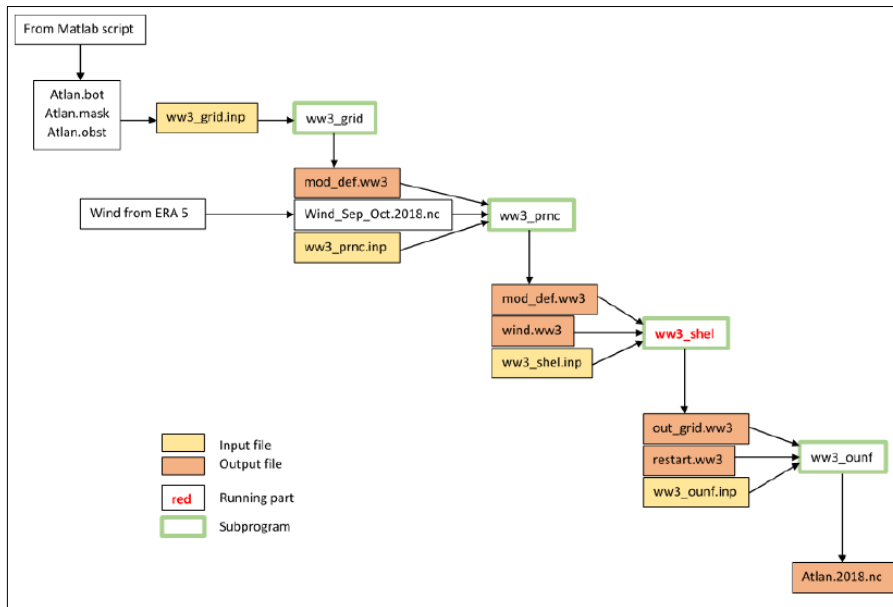 From Matlab script
Atlan.bot
Atlan.mask
Atlan.obst
ww3_grid.inp
ww3_grid
mod_def.ww3
Wind from ERA 5
Wind_Sep_Oct.2018.nc
ww3_prnc
ww3_prnc.inp
mod_def.ww3
wind.ww3
ww3_shel
ww3_shel.inp
out_grid.ww3
restart.ww3
ww3_ounf
ww3_ounf.inp
Atlan.2018.nc
Input file
Output file
red
Running part
Subprogram